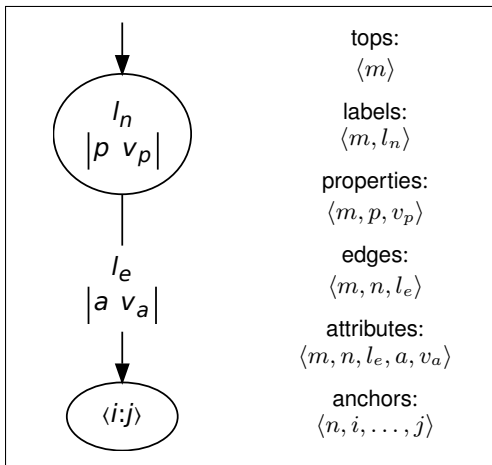 l_n
|p v_p|
l_e
|a v_a|
⟨i:j⟩
tops:
⟨m⟩
labels:
⟨m, l_n⟩
properties:
⟨m, p, v_p⟩
edges:
⟨m, n, l_e⟩
attributes:
⟨m, n, l_e, a, v_a⟩
anchors:
⟨n, i, . . . , j⟩